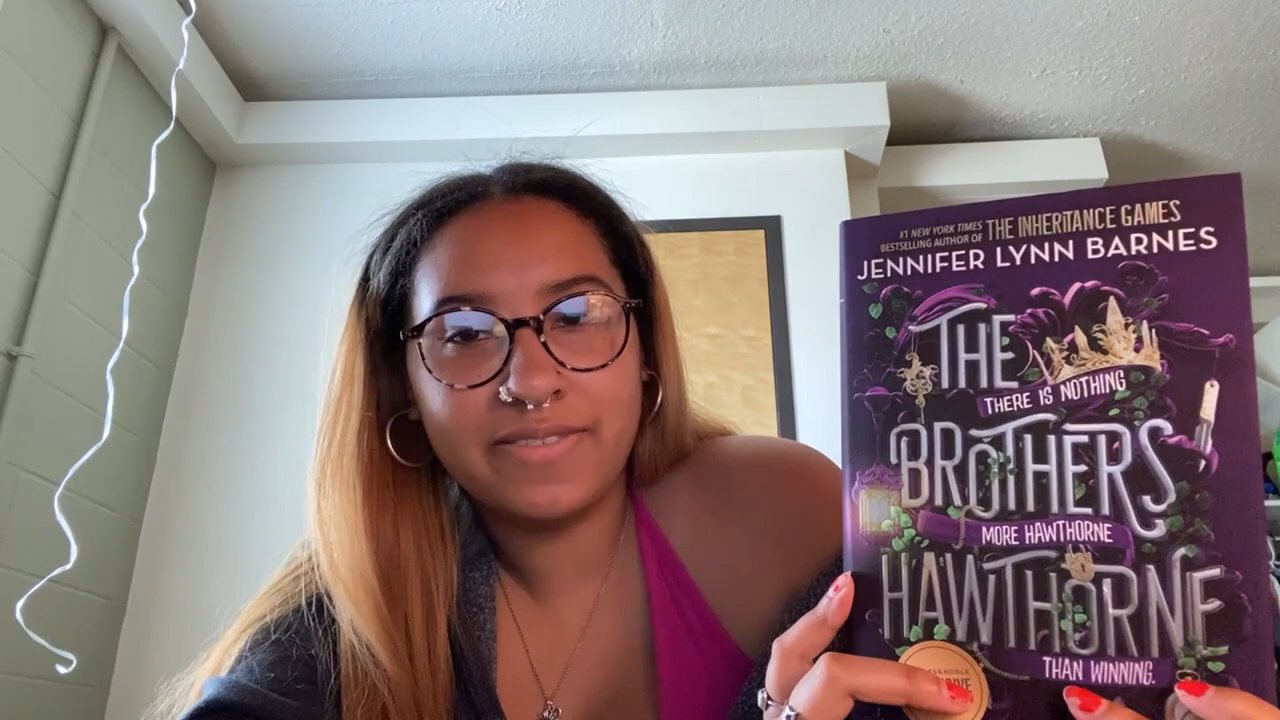 #1 NEW YORK TIMES
BESTSELLING AUTHOR OF THE INHERITANCE GAMES
JENNIFER LYNN BARNES
THE
THERE IS NOTHING
BROTHERS
MORE HAWTHORNE
HAWTHORNE
THAN WINNING.